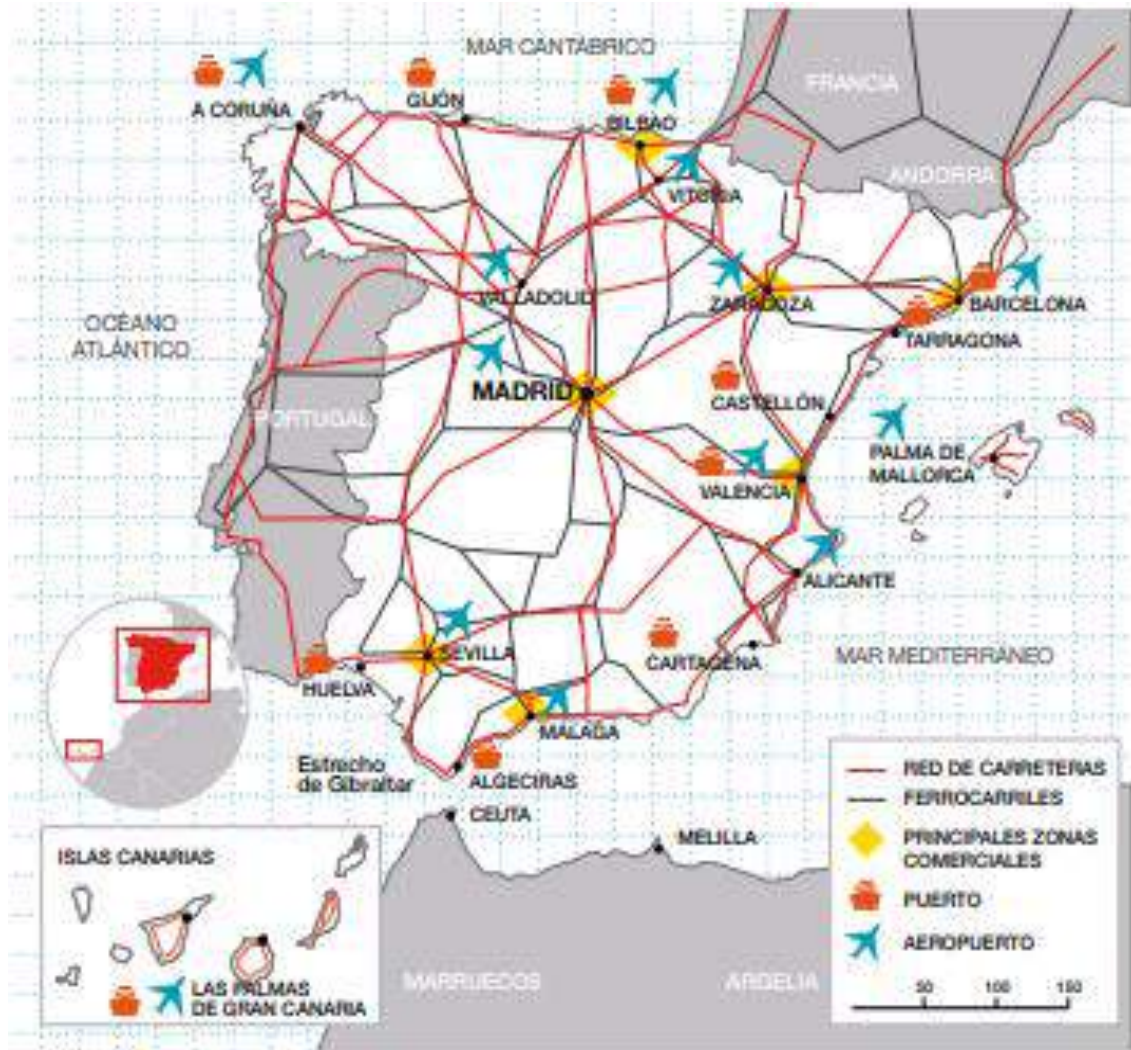 MAR CANTÁBRICO
FRANCIA
A CORUÑA
GIJÓN
BILBAO
ANDORRA
VITORIA
VALLADOLID
ZARAGOZA
BARCELONA
OCÉANO
ATLÁNTICO
TARRAGONA
MADRID
CASTELLÓN
PORTUGAL
PALMA DE
MALLORCA
VALENCIA
ALICANTE
SEVILLA
CARTAGENA
MAR MEDITERRÁNEO
HUELVA
MÁLAGA
Estrecho
de Gibraltar
ALGECIRAS
CEUTA
MELILLA
RED DE CARRETERAS
FERROCARRILES
PRINCIPALES ZONAS
COMERCIALES
PUERTO
AEROPUERTO
50 100 150
ISLAS CANARIAS
LAS PALMAS
DE GRAN CANARIA
MARRUECOS
ARGELIA